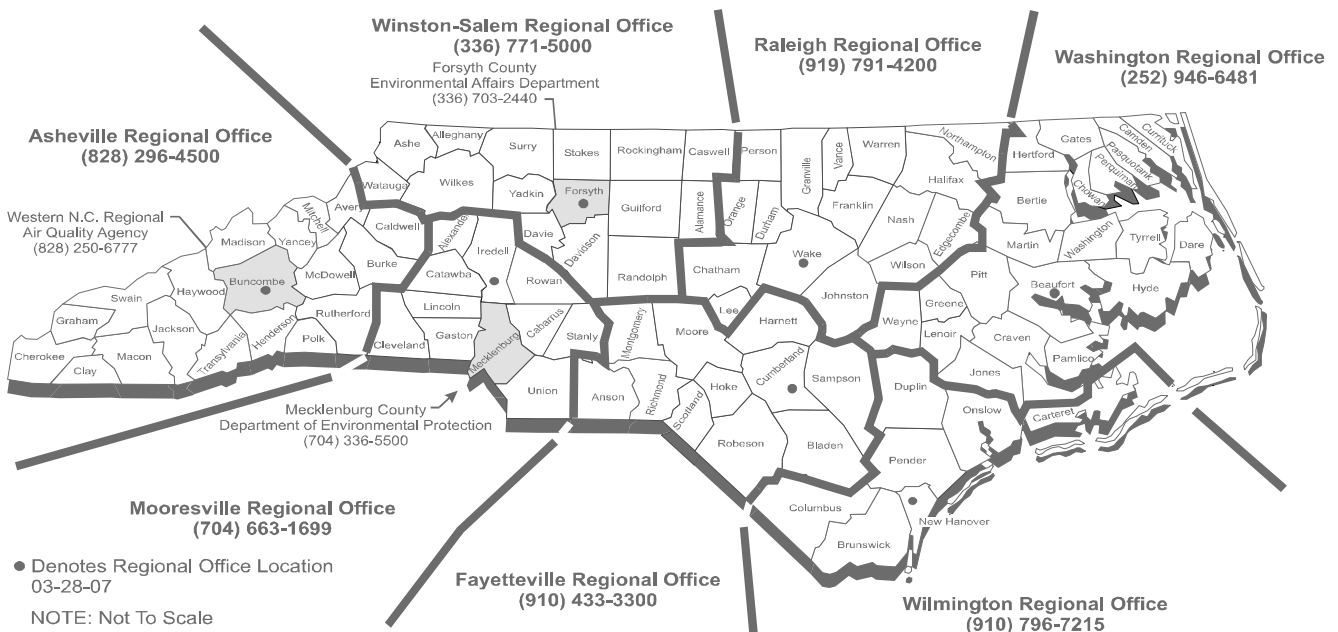 Winston-Salem Regional Office
(336) 771-5000
Forsyth County
Environmental Affairs Department
(336) 703-2440
Raleigh Regional Office
(919) 791-4200
Washington Regional Office
(252) 946-6481
Asheville Regional Office
(828) 296-4500
Western N.C. Regional
Air Quality Agency
(828) 250-6777
Ashe
Alleghany
Surry
Stokes
Rockingham
Caswell
Person
Granville
Vance
Warren
Northampton
Hertford
Gates
Camden
Currituck
Pasquotank
Perquiman
Chowan
Watauga
Wilkes
Yadkin
Forsyth
Guilford
Alamance
Orange
Durham
Franklin
Halifax
Bertie
Mitchell
Avery
Caldwell
Alexander
Iredell
Davie
Davidson
Nash
Edgecombe
Martin
Washington
Tyrrell
Dare
Madison
Yancey
McDowell
Burke
Catawba
Rowan
Randolph
Chatham
Wake
Wilson
Pitt
Beaufort
Hyde
Swain
Haywood
Buncombe
Rutherford
Lincoln
Johnston
Greene
Graham
Jackson
Transylvania
Henderson
Polk
Cleveland
Gaston
Mecklenburg
Cabarrus
Stanly
Montgomery
Moore
Lee
Harnett
Wayne
Lenoir
Craven
Pamlico
Cherokee
Clay
Macon
Union
Anson
Richmond
Scotland
Hoke
Cumberland
Sampson
Duplin
Jones
Onslow
Carteret
Robeson
Bladen
Pender
Columbus
Brunswick
New Hanover
Mecklenburg County
Department of Environmental Protection
(704) 336-5500
Mooresville Regional Office
(704) 663-1699
Denotes Regional Office Location
03-28-07
NOTE: Not To Scale
Fayetteville Regional Office
(910) 433-3300
Wilmington Regional Office
(910) 796-7215